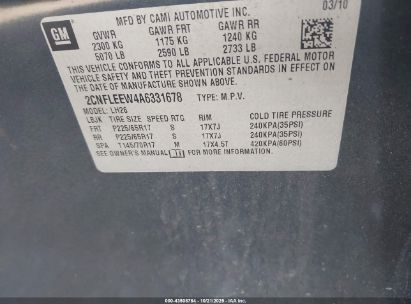 MFD BY CAMI AUTOMOTIVE INC. 03/10
GM
GVWR GAWR FRT GAWR RR
2300 KG 1175 KG 1240 KG
5070 LB 2590 LB 2733 LB
THIS VEHICLE CONFORMS TO ALL APPLICABLE U.S. FEDERAL MOTOR
VEHICLE SAFETY AND THEFT PREVENTION STANDARDS IN EFFECT ON
THE DATE OF MANUFACTURE SHOWN ABOVE.
2CNFLEEW4A6331678 TYPE: M.P.V.
MODEL: LH26
LBJK TIRE SIZE SPEED RTG. RIM COLD TIRE PRESSURE
FRT P225/65R17 S 17X7J 240KPA(35PSI)
RR P225/65R17 S 17X7J 240KPA(35PSI)
SPA T145/70R17 M 17X4.5T 420KPA(60PSI)
SEE OWNER'S MANUAL FOR MORE INFORMATION.